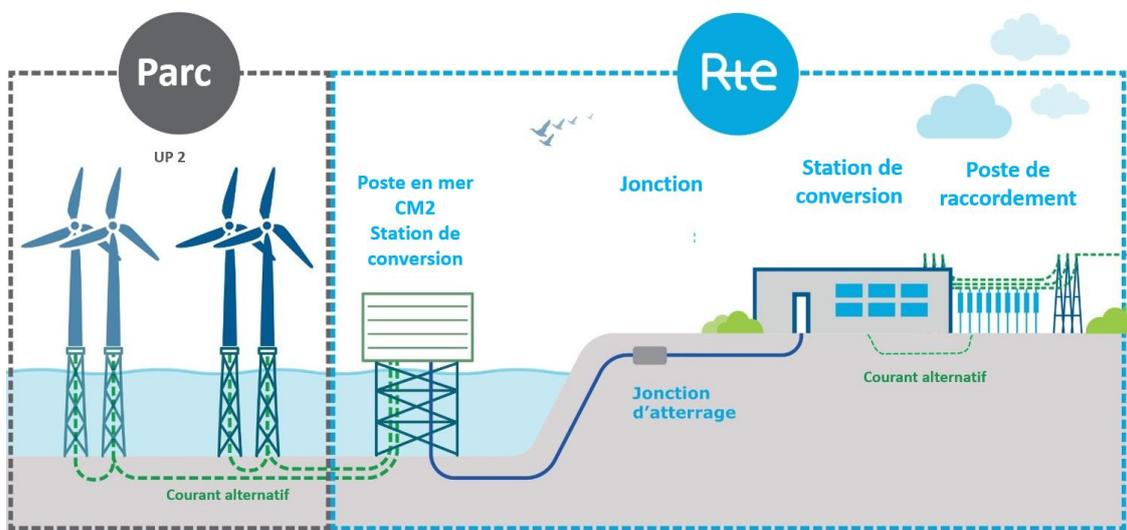 Parc
Rte
UP 2
Poste en mer
CM2
Station de
conversion
Jonction
Station de
conversion
Poste de
raccordement
Jonction
d'atterrage
Courant alternatif
Courant alternatif